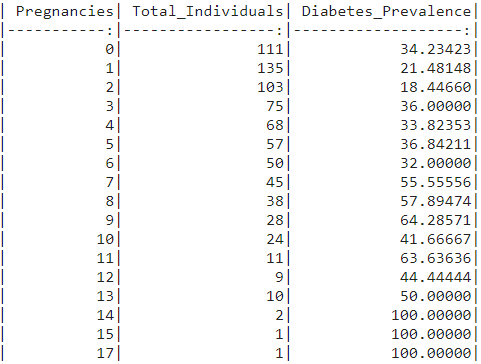 | Pregnancies| Total_Individuals| Diabetes_Prevalence|
|-----------:|-----------------:|-------------------:|
| 0| 111| 34.23423|
| 1| 135| 21.48148|
| 2| 103| 18.44660|
| 3| 75| 36.00000|
| 4| 68| 33.82353|
| 5| 57| 36.84211|
| 6| 50| 32.00000|
| 7| 45| 55.55556|
| 8| 38| 57.89474|
| 9| 28| 64.28571|
| 10| 24| 41.66667|
| 11| 11| 63.63636|
| 12| 9| 44.44444|
| 13| 10| 50.00000|
| 14| 2| 100.00000|
| 15| 1| 100.00000|
| 17| 1| 100.00000|